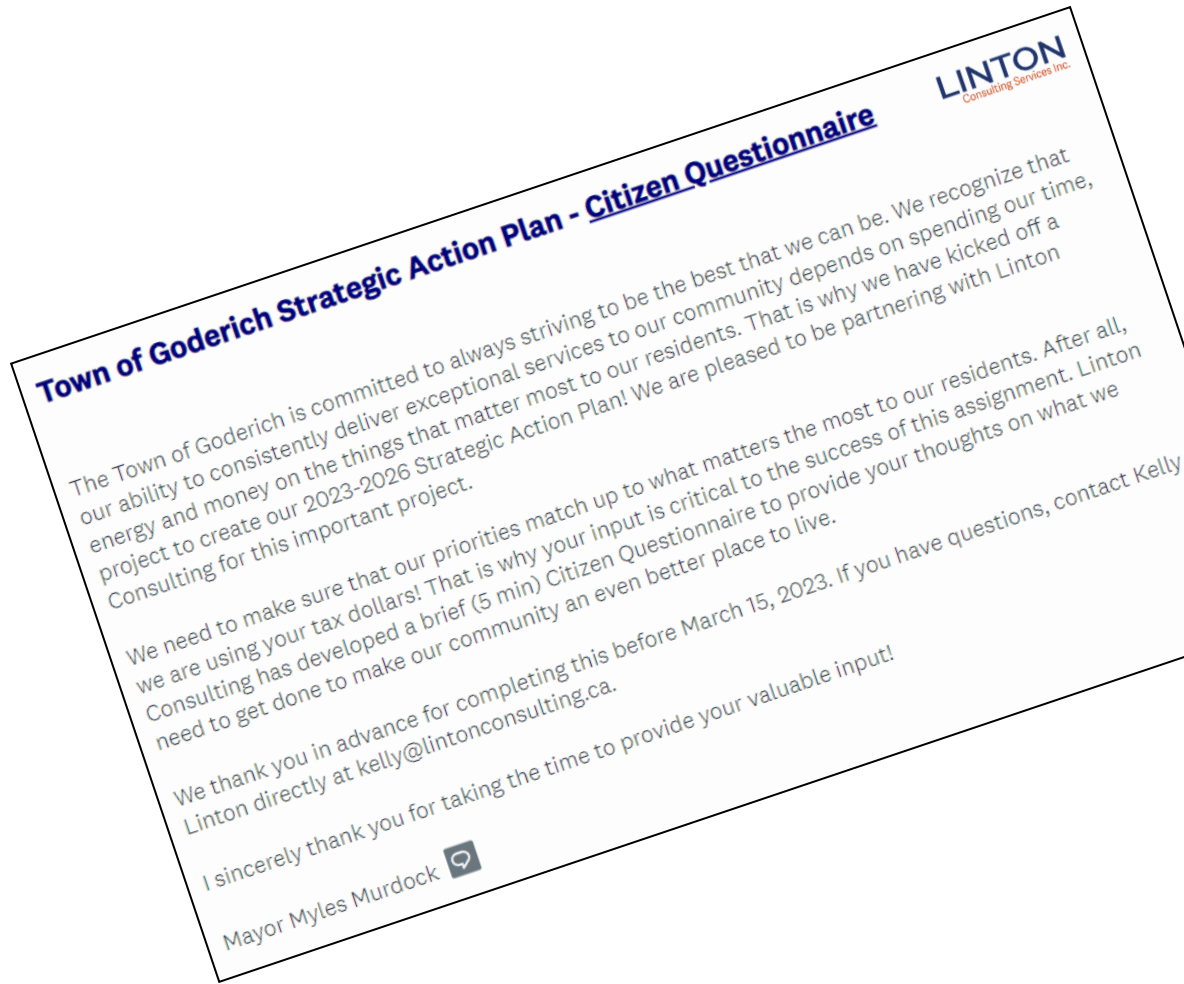 LINTON
Consulting Services Inc.
Town of Goderich Strategic Action Plan - Citizen Questionnaire
The Town of Goderich is committed to always striving to be the best that we can be. We recognize that
our ability to consistently deliver exceptional services to our community depends on spending our time,
energy and money on the things that matter most to our residents. That is why we have kicked off a
project to create our 2023-2026 Strategic Action Plan! We are pleased to be partnering with Linton
Consulting for this important project.
We need to make sure that our priorities match up to what matters the most to our residents. After all,
we are using your tax dollars! That is why your input is critical to the success of this assignment. Linton
Consulting has developed a brief (5 min) Citizen Questionnaire to provide your thoughts on what we
need to get done to make our community an even better place to live.
We thank you in advance for completing this before March 15, 2023. If you have questions, contact Kelly
Linton directly at kelly@lintonconsulting.ca.
I sincerely thank you for taking the time to provide your valuable input!
Mayor Myles Murdock